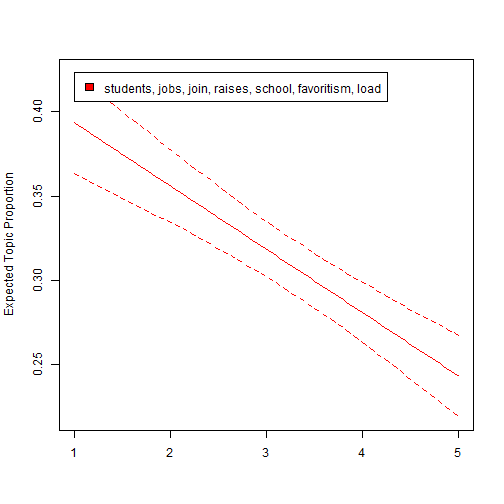 students, jobs, join, raises, school, favoritism, load
Expected Topic Proportion
0.40
0.35
0.30
0.25
1 2 3 4 5